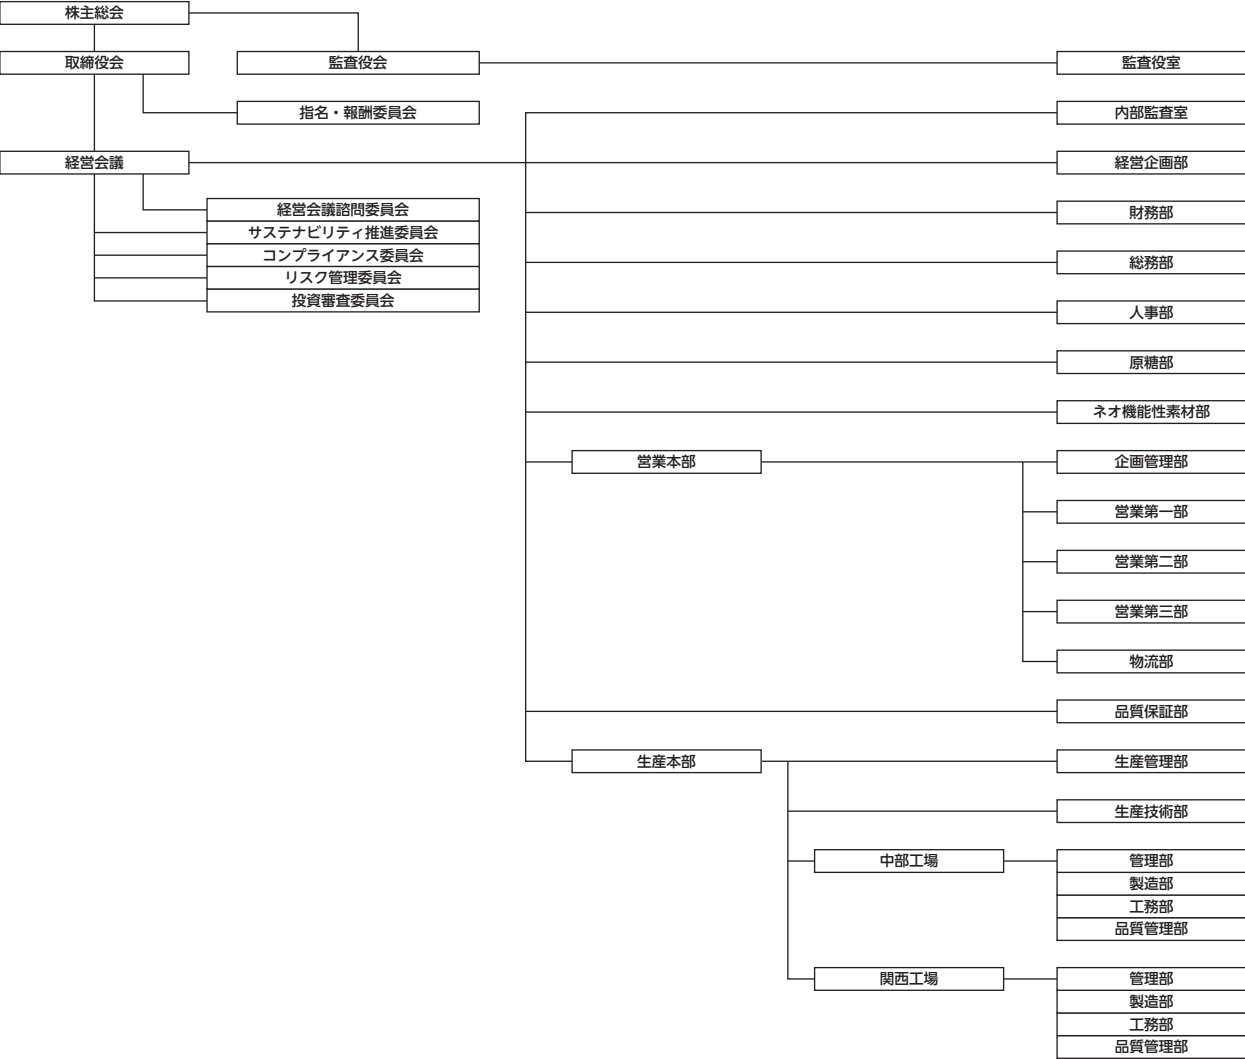 株主総会
取締役会
監査役会
監査役室
指名・報酬委員会
内部監査室
経営会議
経営企画部
経営会議諮問委員会
財務部
サステナビリティ推進委員会
コンプライアンス委員会
総務部
リスク管理委員会
投資審査委員会
人事部
原糖部
ネオ機能性素材部
営業本部
企画管理部
営業第一部
営業第二部
営業第三部
物流部
品質保証部
生産本部
生産管理部
生産技術部
中部工場
管理部
製造部
工務部
品質管理部
関西工場
管理部
製造部
工務部
品質管理部